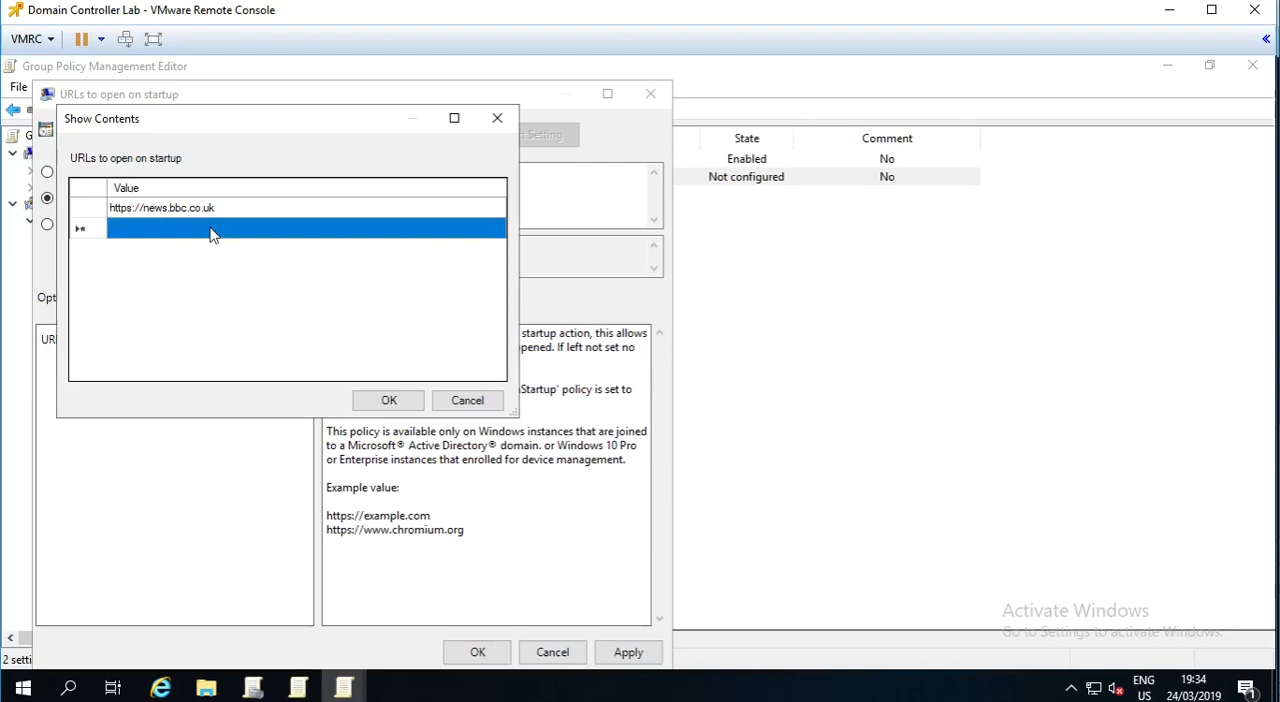 Domain Controller Lab - VMware Remote Console
VMRC
Group Policy Management Editor
File
URLs to open on startup
Show Contents
State
Comment
URLs to open on startup
Enabled
No
Not configured
No
Value
https://news.bbc.co.uk
startup action, this allows
pened. If left not set no
Startup' policy is set to
OK
Cancel
This policy is available only on Windows instances that are joined
to a Microsoft® Active Directory® domain. or Windows 10 Pro
or Enterprise instances that enrolled for device management.
Example value:
https://example.com
https://www.chromium.org
Activate Windows
Go to Settings to activate Windows.
OK
Cancel
Apply
ENG
US
19:34
24/03/2019
1